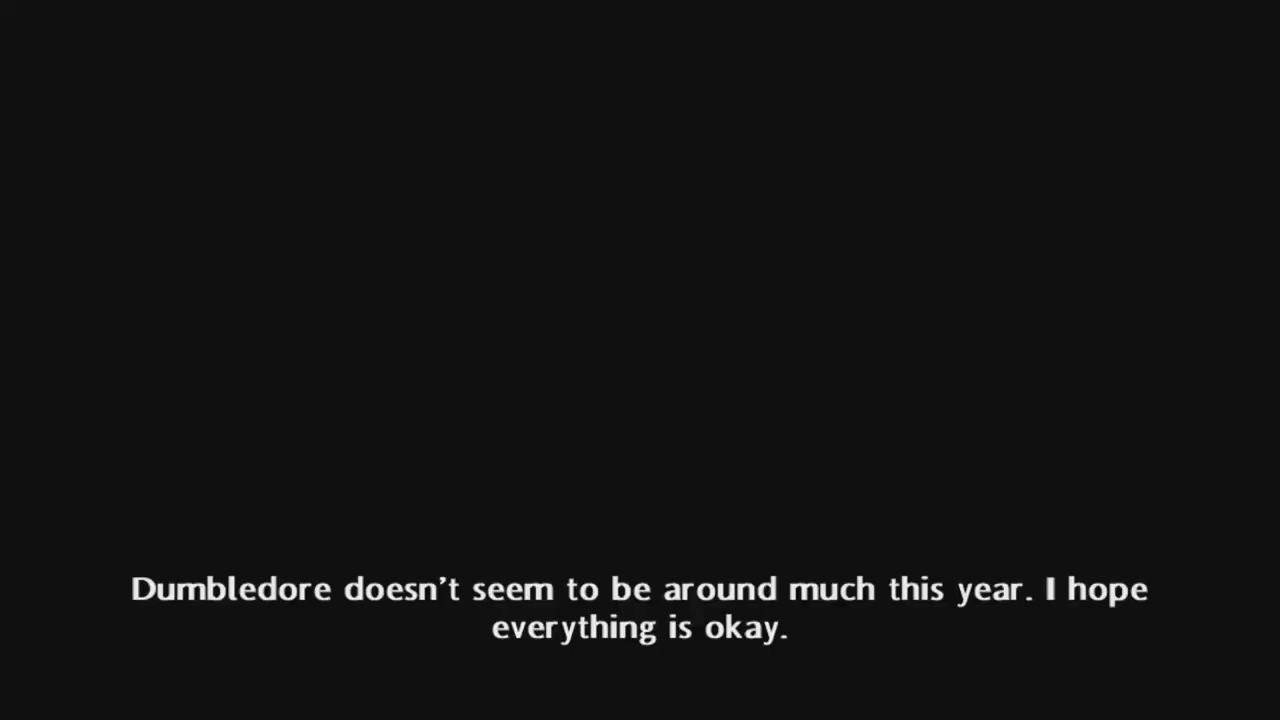 Dumbledore doesn't seem to be around much this year. I hope
everything is okay.